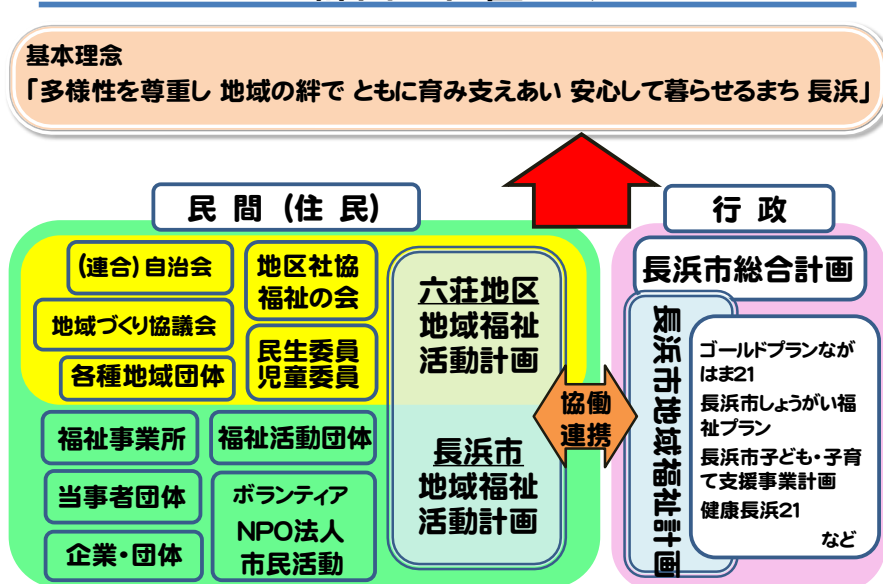 基本理念
「多様性を尊重し 地域の絆で ともに育み支えあい 安心して暮らせるまち 長浜」
民 間 (住 民)
(連合)自治会
地域づくり協議会
各種地域団体
地区社協
福祉の会
民生委員
児童委員
福祉事業所
当事者団体
企業・団体
福祉活動団体
ボランティア
NPO法人
市民活動
六荘地区
地域福祉
活動計画
長浜市
地域福祉
活動計画
協働
連携
行 政
長浜市総合計画
長浜市地域福祉計画
ゴールドプランなが
はま21
長浜市しょうがい福
祉プラン
長浜市子ども・子育
て支援事業計画
健康長浜21
など